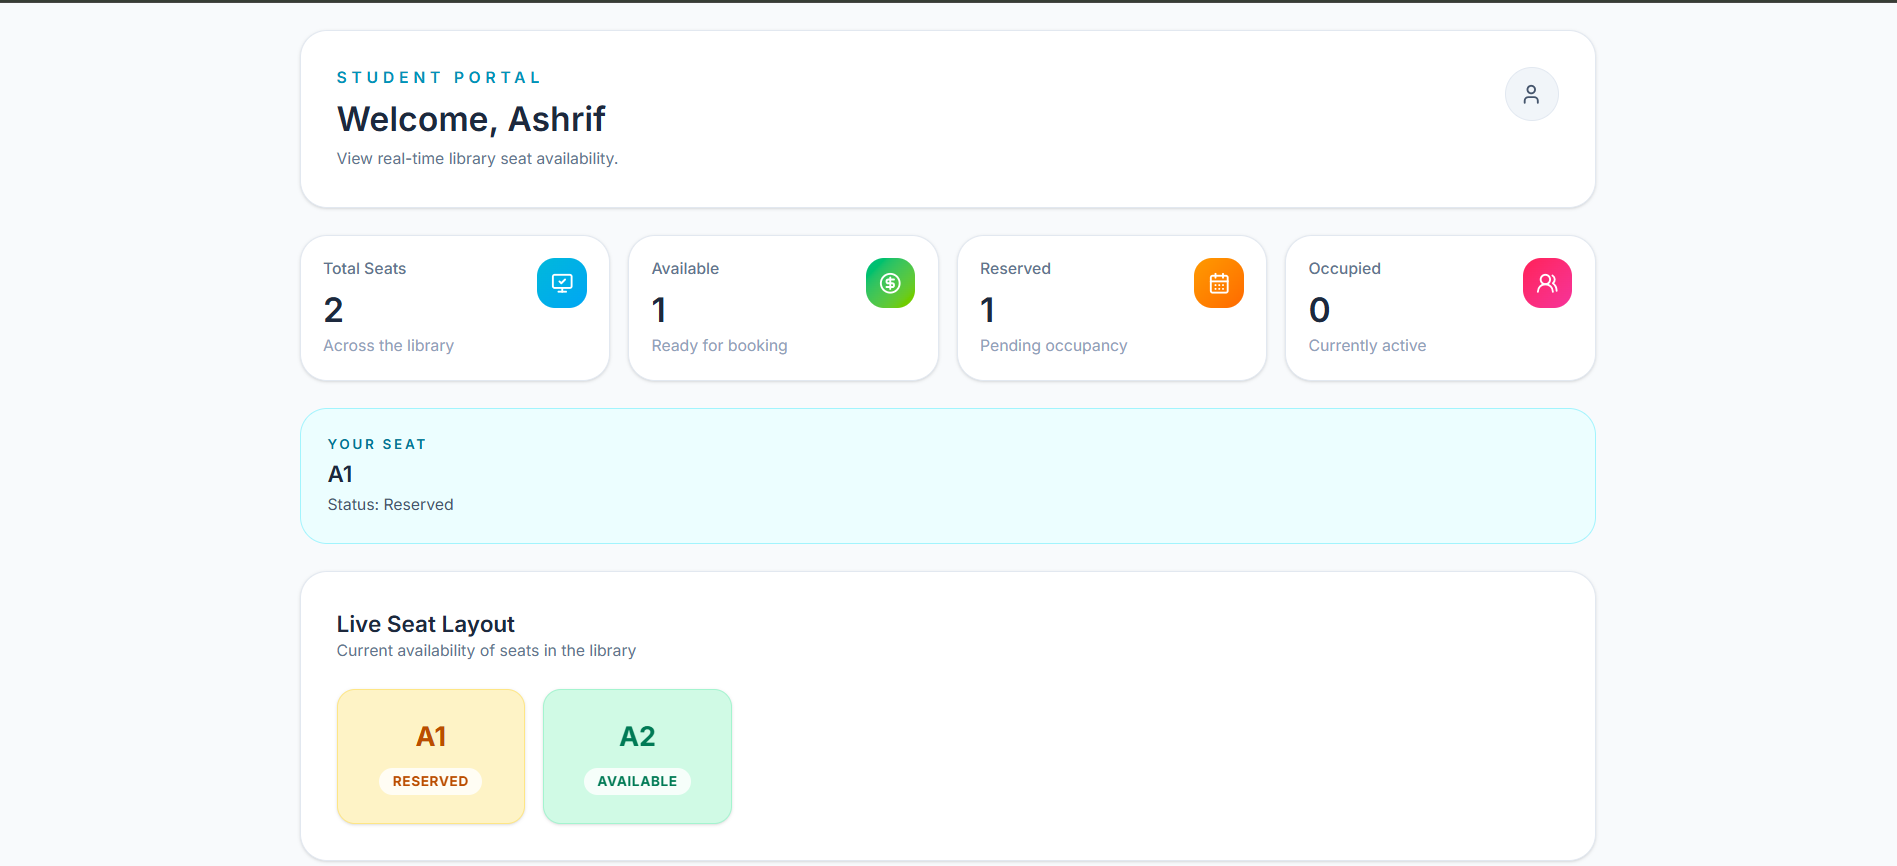 STUDENT PORTAL
Welcome, Ashrif
View real-time library seat availability.
Total Seats
2
Across the library
Available
1
Ready for booking
Reserved
1
Pending occupancy
Occupied
0
Currently active
YOUR SEAT
A1
Status: Reserved
Live Seat Layout
Current availability of seats in the library
A1
RESERVED
A2
AVAILABLE